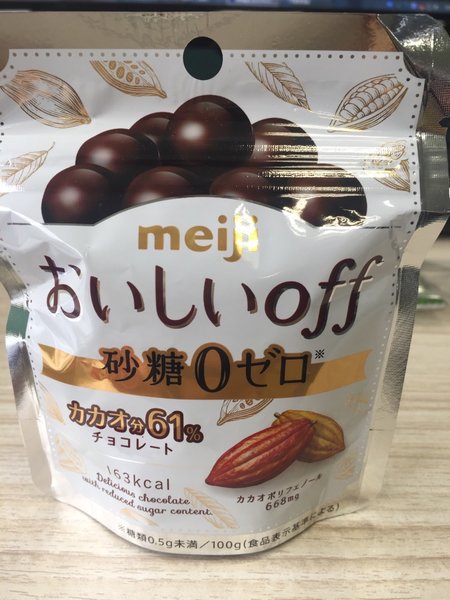 meiji
おいしいoff
砂糖0ゼロ※
カカオ分61%
チョコレート
163kcal
Delicious chocolate
with reduced sugar content.
カカオポリフェノール
668mg
※糖類0.5g未満/100g(食品表示基準による)